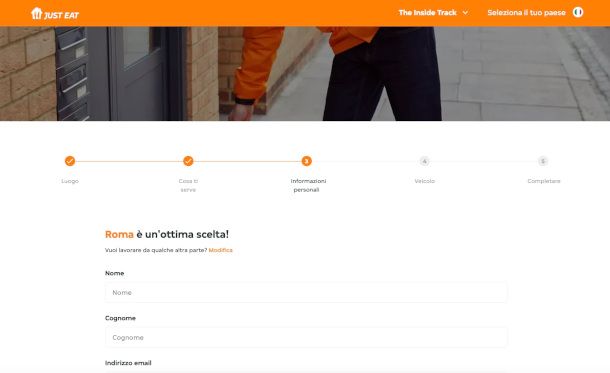 JUST EAT
The Inside Track
Seleziona il tuo paese
3
4
5
Luogo
Cosa ti
serve
Informazioni
personali
Veicolo
Completare
Roma è un'ottima scelta!
Vuoi lavorare da qualche altra parte? Modifica
Nome
Nome
Cognome
Cognome
Indirizzo email